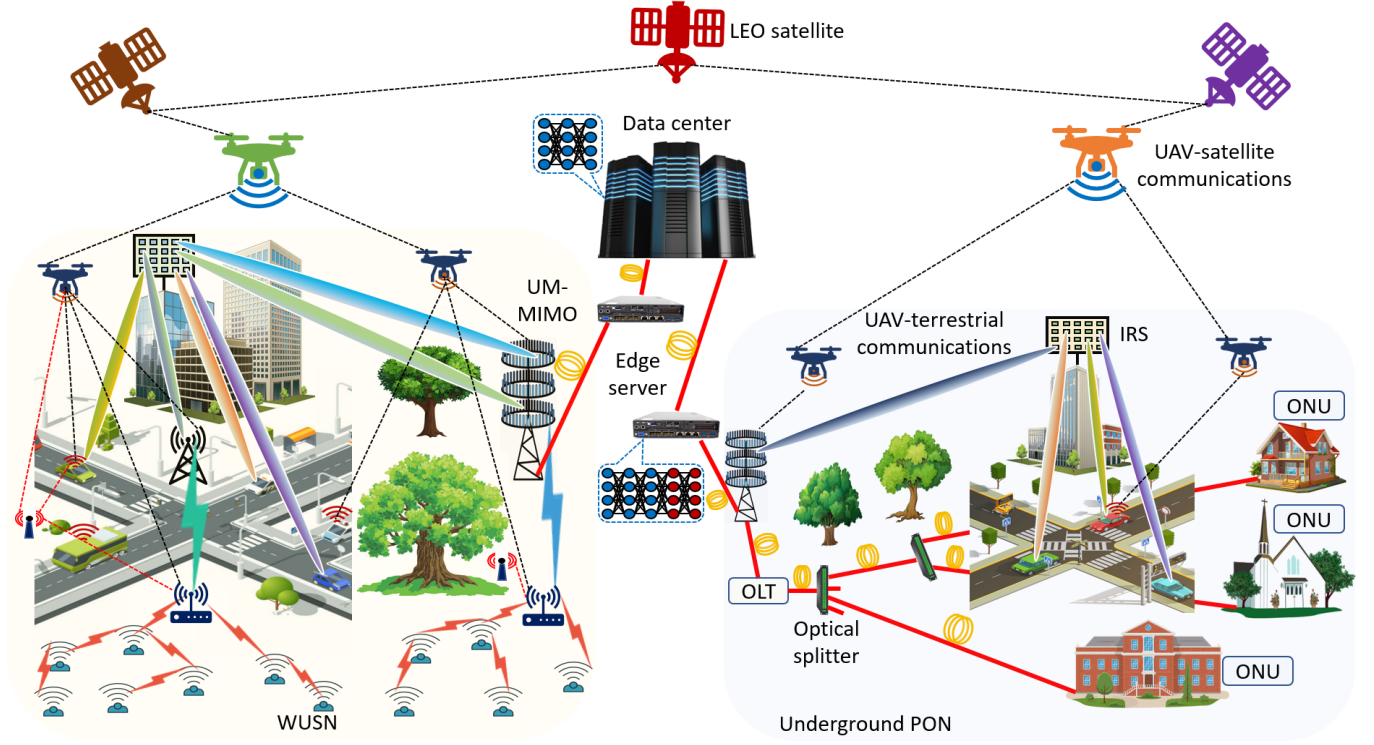 LEO satellite
Data center
UAV-satellite
communications
UM-
MIMO
UAV-terrestrial
communications
IRS
Edge
server
ONU
ONU
OLT
Optical
splitter
ONU
WUSN
Underground PON